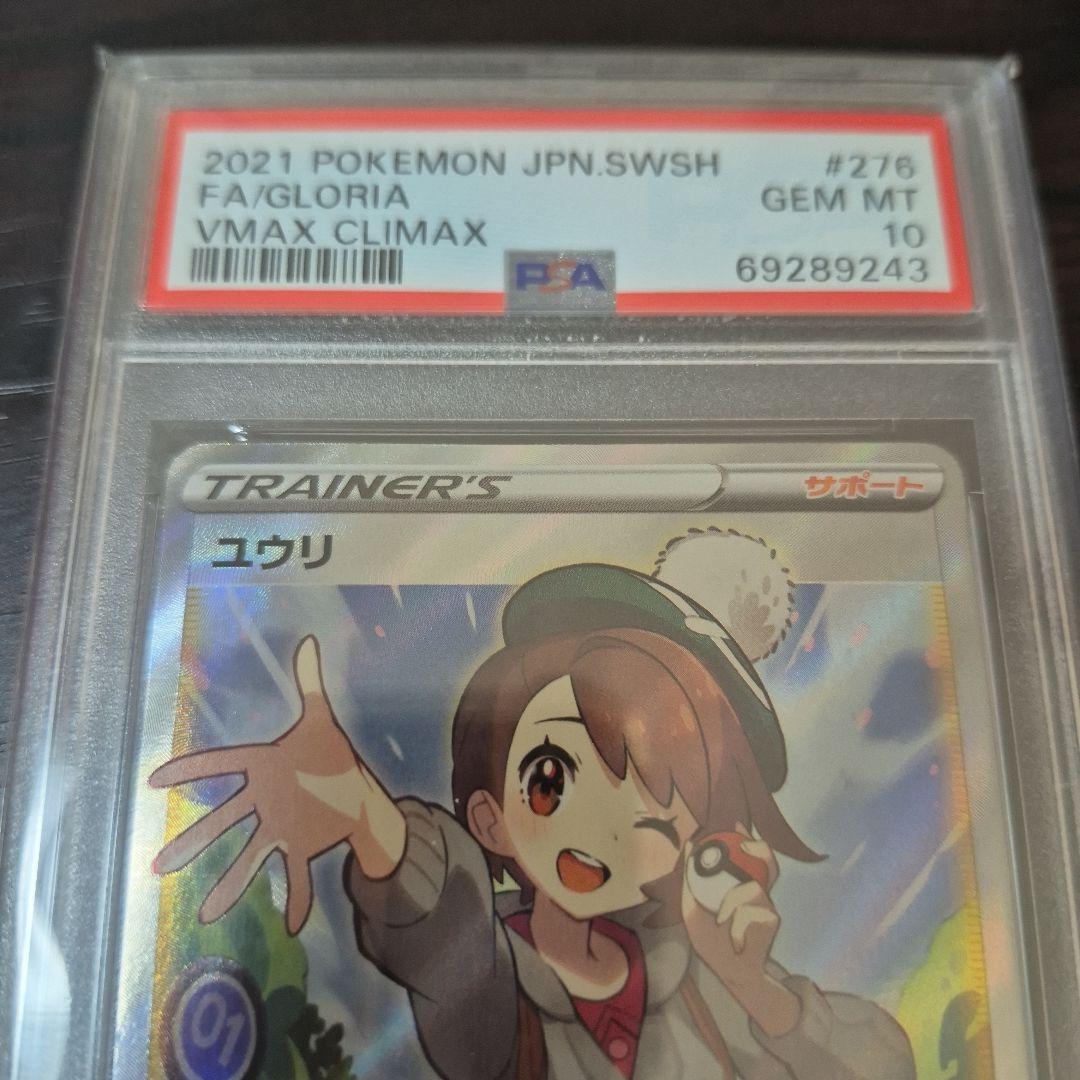 2021 POKEMON JPN.SWSH #276
FA/GLORIA GEM MT
VMAX CLIMAX 10
PSA 69289243
TRAINER'S サポート
ユウリ
01